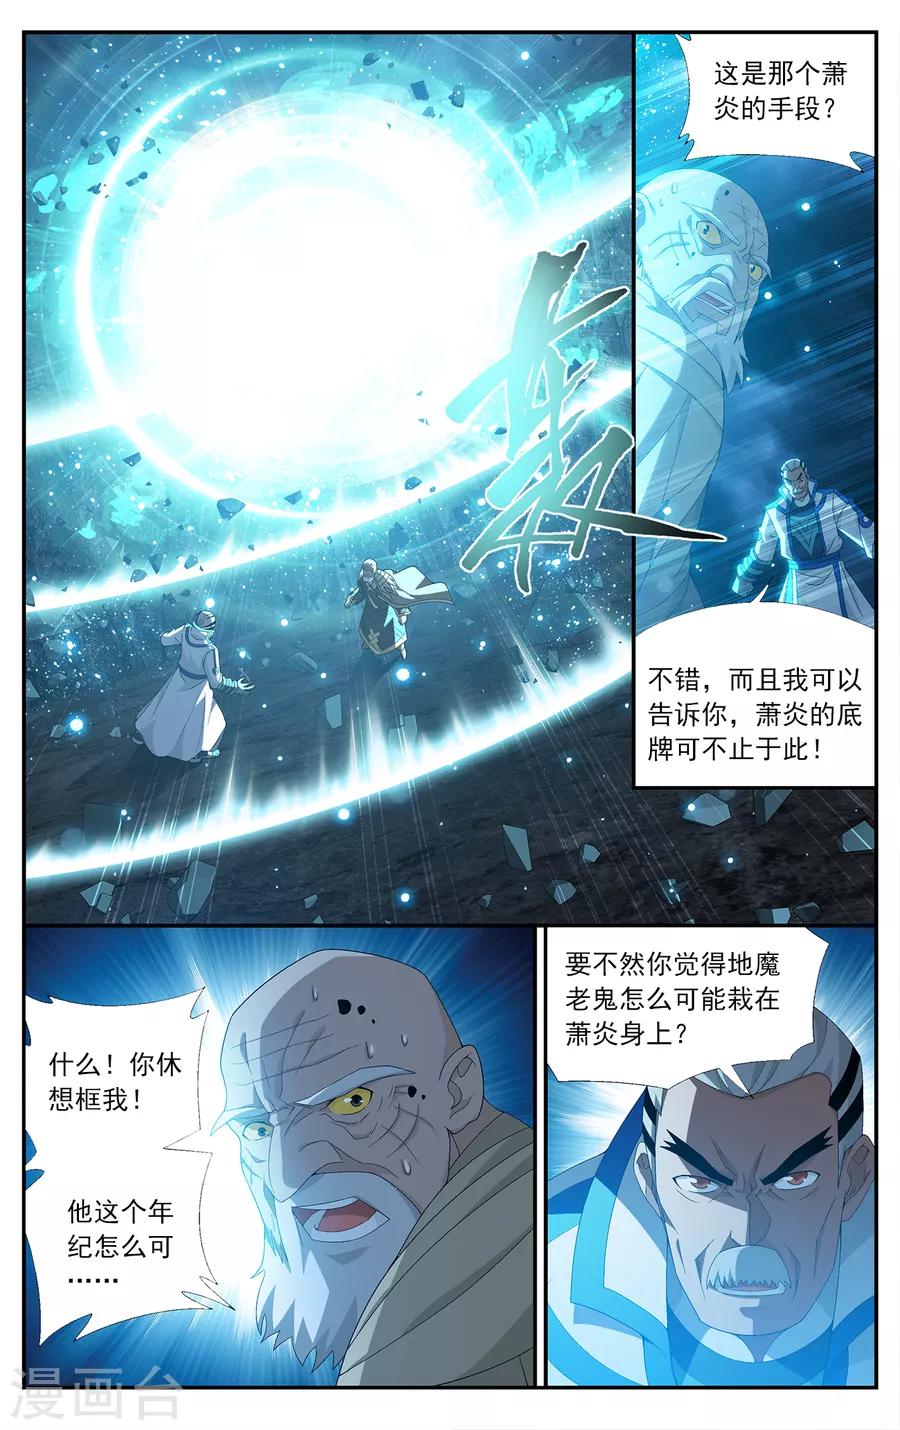 这是那个萧
炎的手段？
轰
不错，而且我可以
告诉你，萧炎的底
牌可不止于此！
什么！你休
想框我！
他这个年
纪怎么可
……
要不然你觉得地魔
老鬼怎么可能栽在
萧炎身上？
漫画台